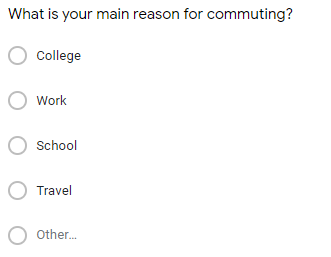 What is your main reason for commuting?
College
Work
School
Travel
Other...